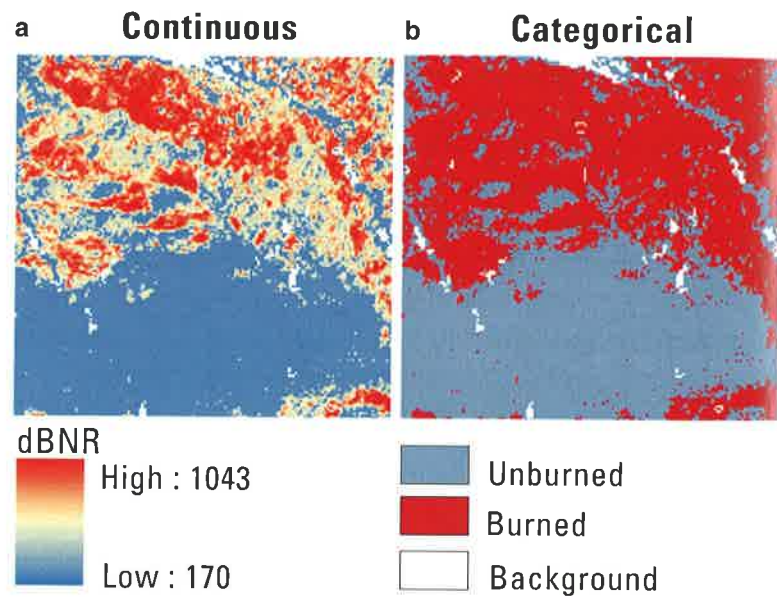 a Continuous
b Categorical
dBNR
High : 1043
Low : 170
Unburned
Burned
Background